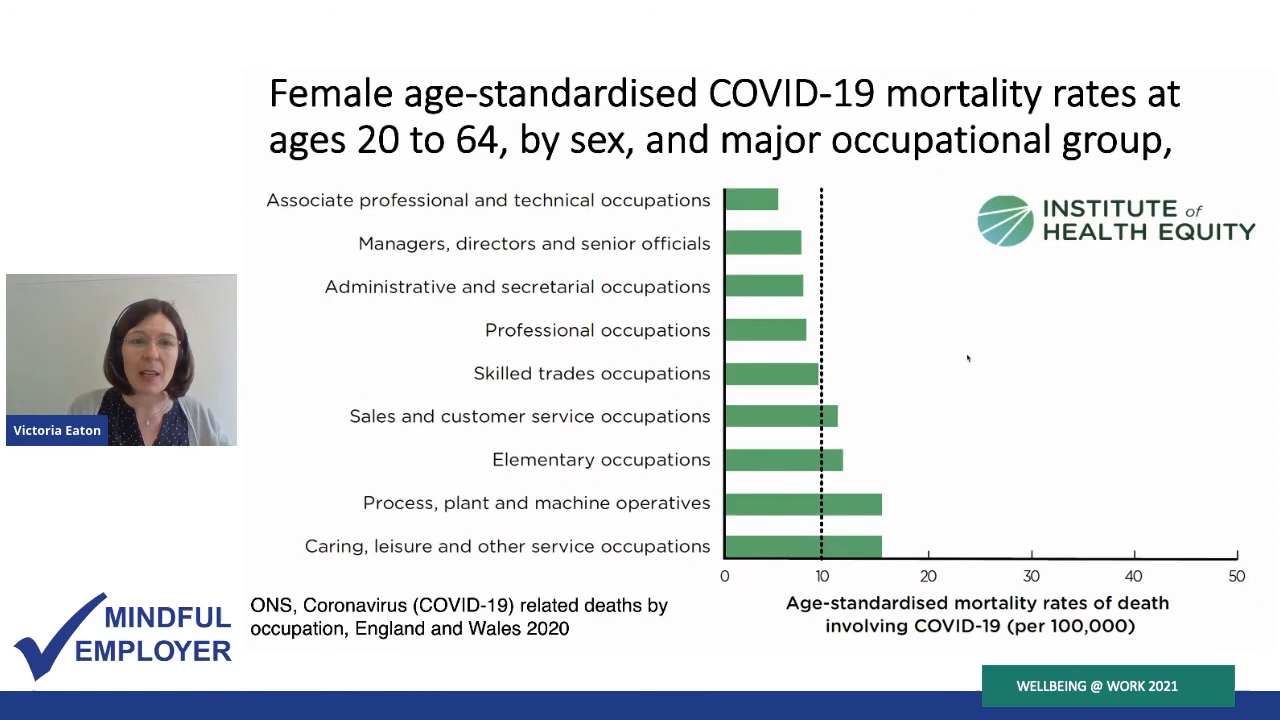 Female age-standardised COVID-19 mortality rates at
ages 20 to 64, by sex, and major occupational group,
INSTITUTE of
HEALTH EQUITY
Associate professional and technical occupations
Managers, directors and senior officials
Administrative and secretarial occupations
Professional occupations
Skilled trades occupations
Sales and customer service occupations
Elementary occupations
Process, plant and machine operatives
Caring, leisure and other service occupations
0 10 20 30 40 50
Age-standardised mortality rates of death
involving COVID-19 (per 100,000)
Victoria Eaton
ONS, Coronavirus (COVID-19) related deaths by
occupation, England and Wales 2020
MINDFUL
EMPLOYER
WELLBEING @ WORK 2021